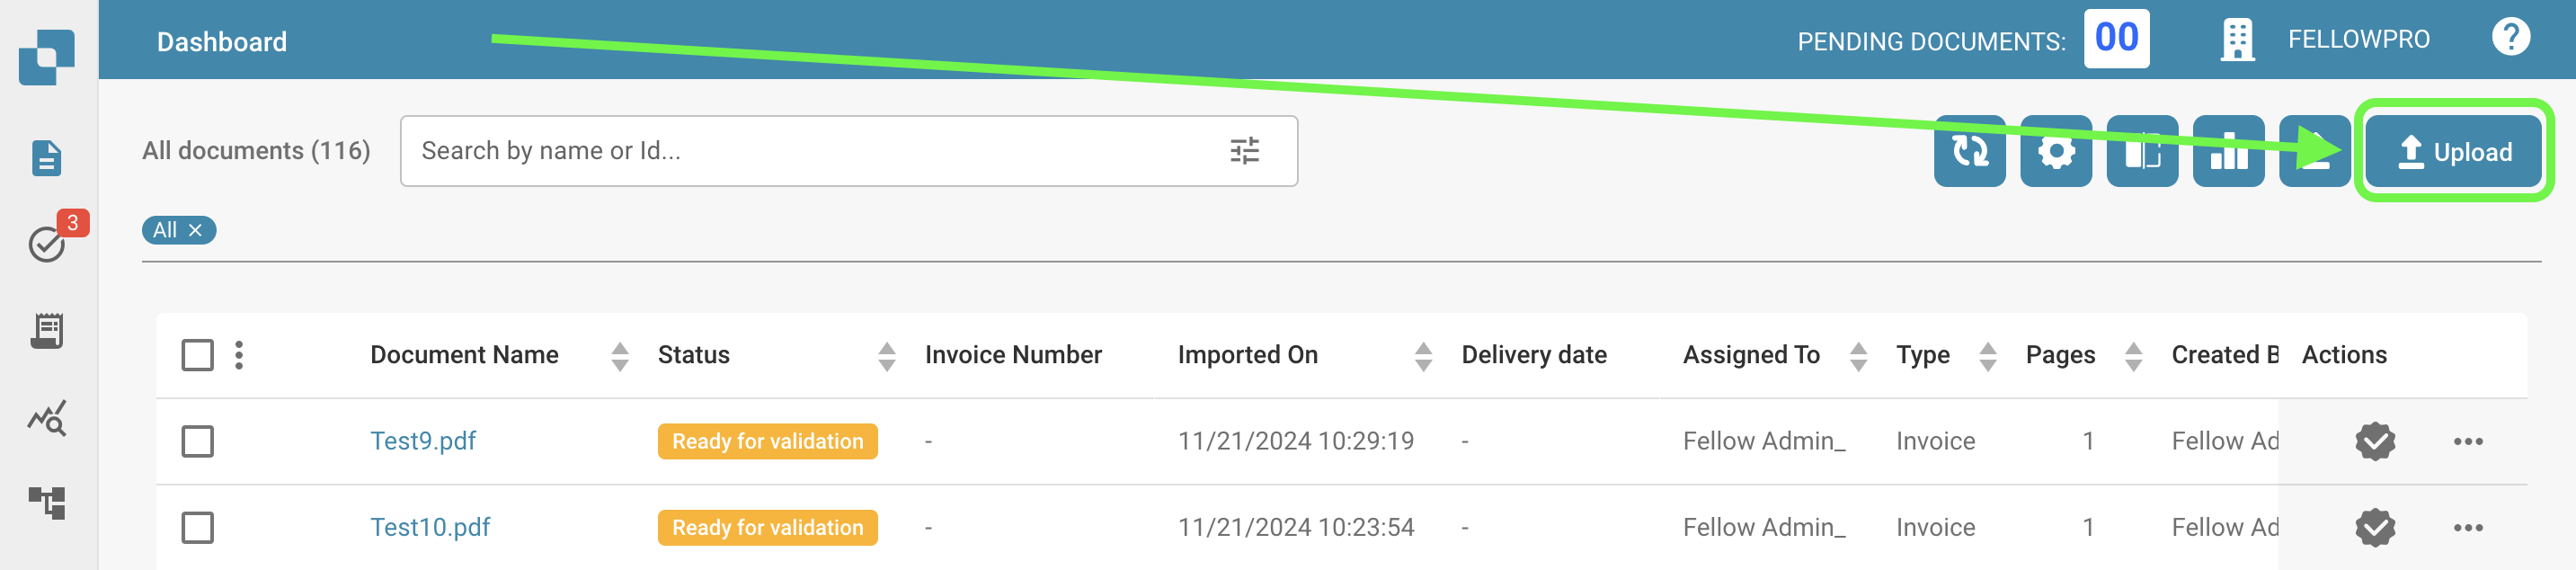 Dashboard
PENDING DOCUMENTS: 00 FELLOWPRO ?
All documents (116) Search by name or Id... Upload
3
All
Document Name Status Invoice Number Imported On Delivery date Assigned To Type Pages Created B Actions
Test9.pdf Ready for validation - 11/21/2024 10:29:19 - Fellow Admin_ Invoice 1 Fellow Ad
Test10.pdf Ready for validation - 11/21/2024 10:23:54 - Fellow Admin_ Invoice 1 Fellow Ad